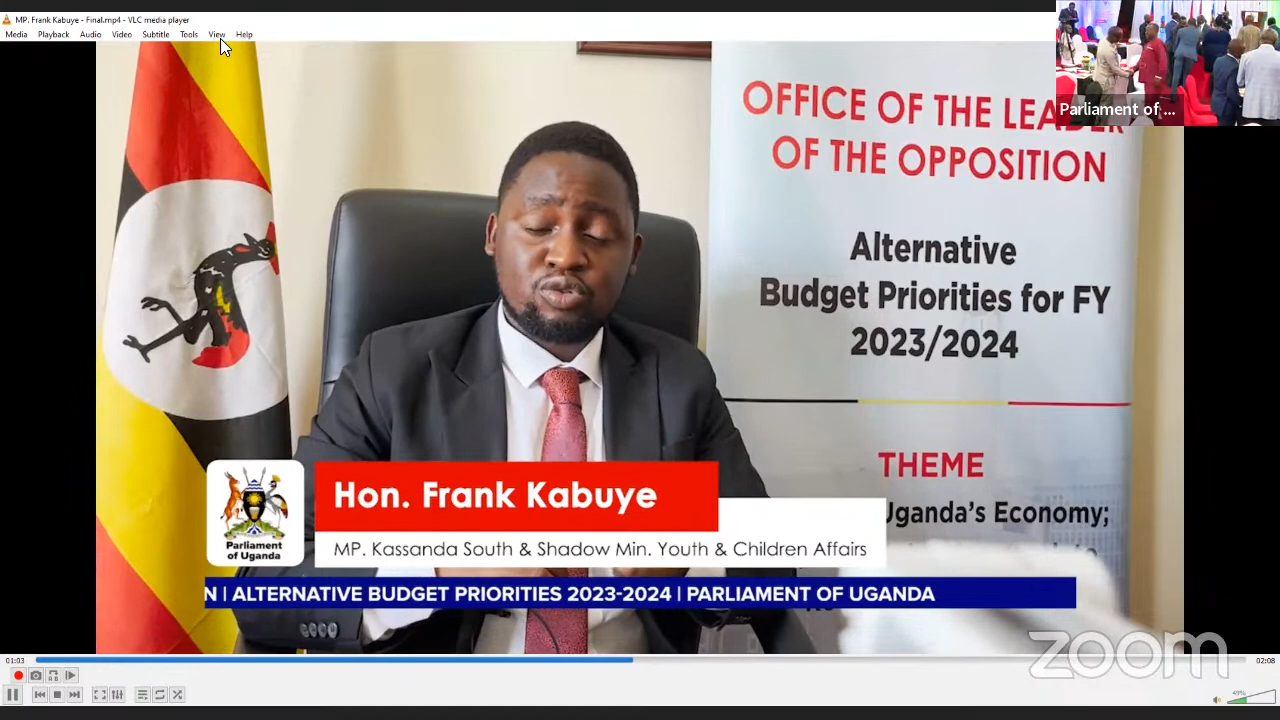 MP. Frank Kabuye - Final.mp4 - VLC media player
Media Playback Audio Video Subtitle Tools View Help
Parliament of ...
OFFICE OF THE LEADER
OF THE OPPOSITION
Alternative
Budget Priorities for FY
2023/2024
THEME
Uganda's Economy;
Hon. Frank Kabuye
MP. Kassanda South & Shadow Min. Youth & Children Affairs
Parliament
of Uganda
N | ALTERNATIVE BUDGET PRIORITIES 2023-2024 | PARLIAMENT OF UGANDA
zoom
01:03
02:08
49%